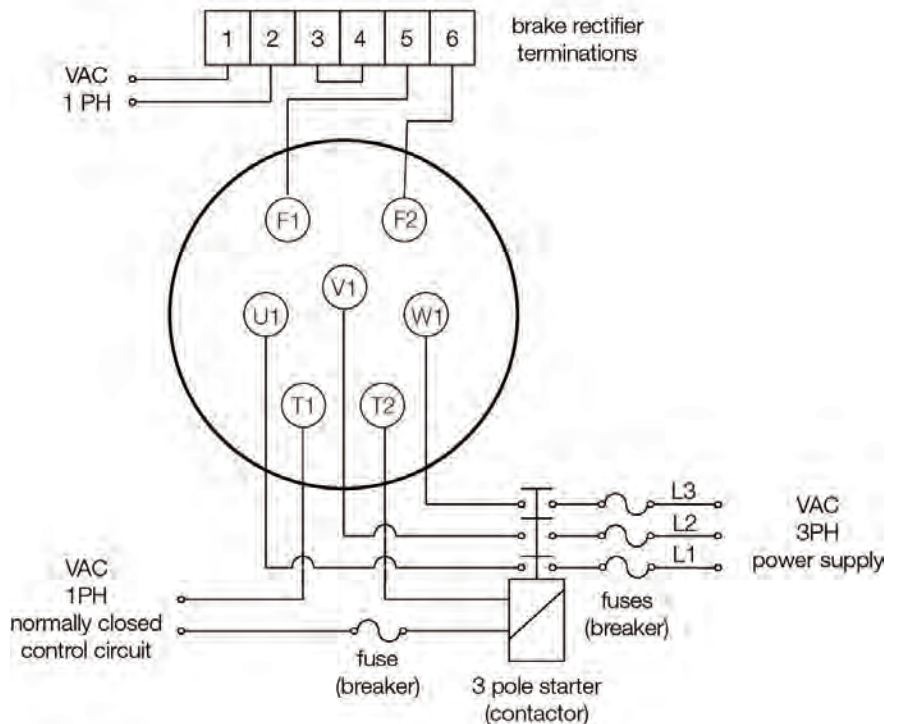 1 2 3 4 5 6
brake rectifier
terminations
VAC
1 PH
F1 F2
V1
U1 W1
T1 T2
L3
L2
L1
VAC
3PH
power supply
VAC
1PH
normally closed
control circuit
fuses
(breaker)
fuse
(breaker)
3 pole starter
(contactor)